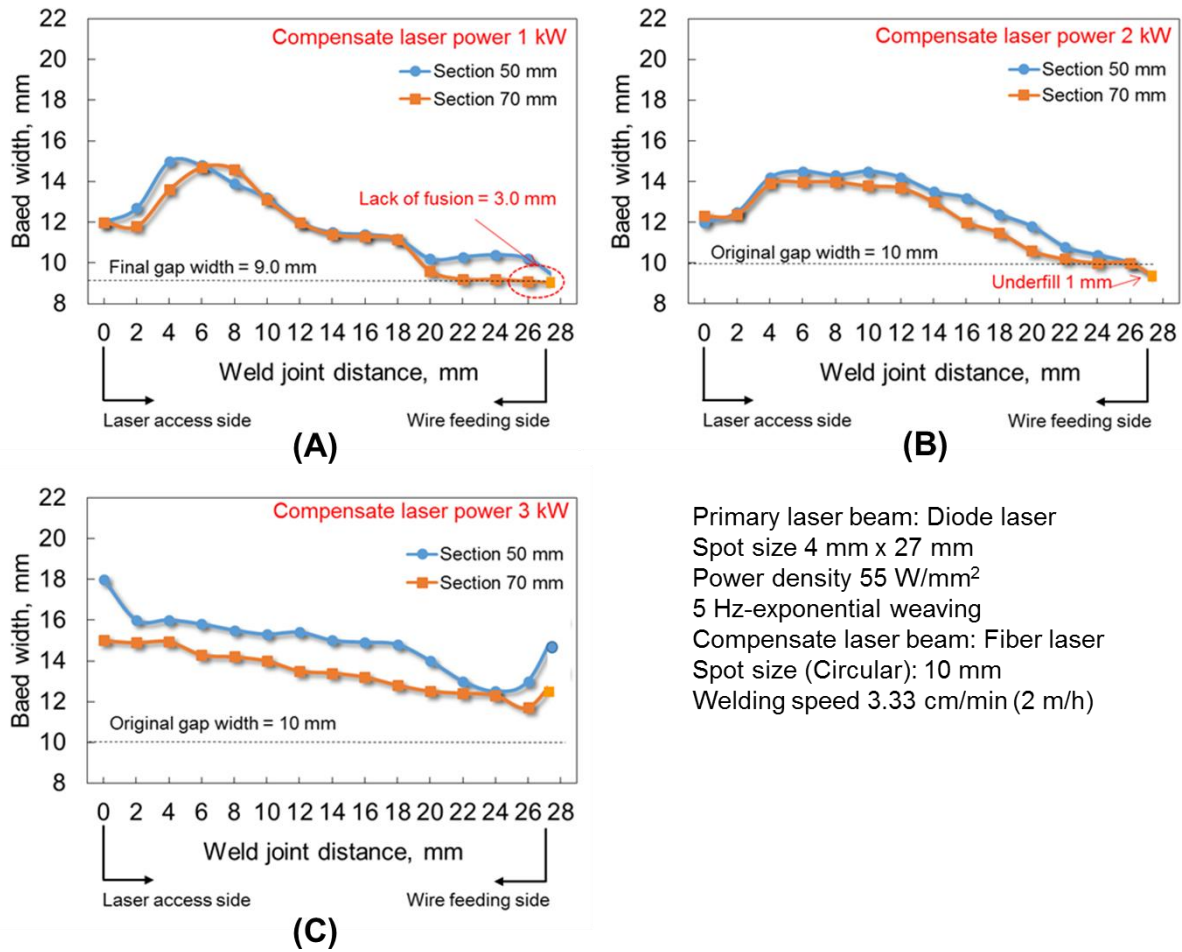 Compensate laser power 1 kW
Section 50 mm
Section 70 mm
Baed width, mm
22
20
18
16
14
12
10
8
Lack of fusion = 3.0 mm
Final gap width = 9.0 mm
0 2 4 6 8 10 12 14 16 18 20 22 24 26 28
Weld joint distance, mm
Laser access side
Wire feeding side
(A)
Compensate laser power 2 kW
Section 50 mm
Section 70 mm
Baed width, mm
22
20
18
16
14
12
10
8
Original gap width = 10 mm
Underfill 1 mm
0 2 4 6 8 10 12 14 16 18 20 22 24 26 28
Weld joint distance, mm
Laser access side
Wire feeding side
(B)
Compensate laser power 3 kW
Section 50 mm
Section 70 mm
Baed width, mm
22
20
18
16
14
12
10
8
Original gap width = 10 mm
0 2 4 6 8 10 12 14 16 18 20 22 24 26 28
Weld joint distance, mm
Laser access side
Wire feeding side
(C)
Primary laser beam: Diode laser
Spot size 4 mm x 27 mm
Power density 55 W/mm²
5 Hz-exponential weaving
Compensate laser beam: Fiber laser
Spot size (Circular): 10 mm
Welding speed 3.33 cm/min (2 m/h)